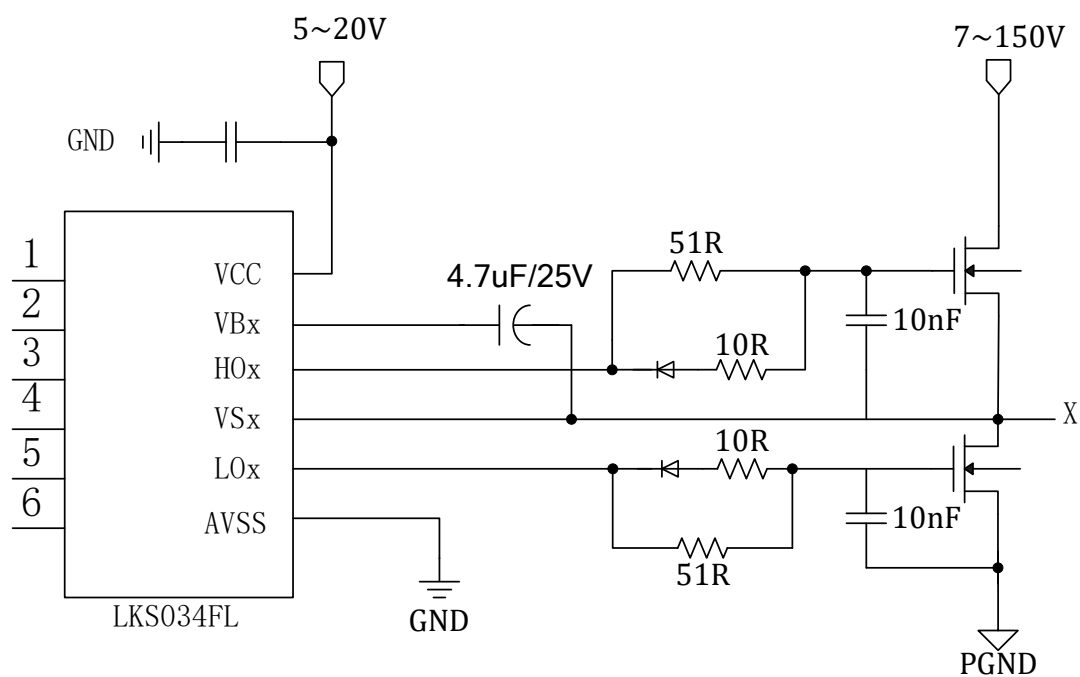 5~20V
7~150V
GND
1
2
3
4
5
6
VCC
VBx
HOx
VSx
LOx
AVSS
LKS034FL
4.7uF/25V
51R
10R
10nF
X
10R
51R
10nF
GND
PGND